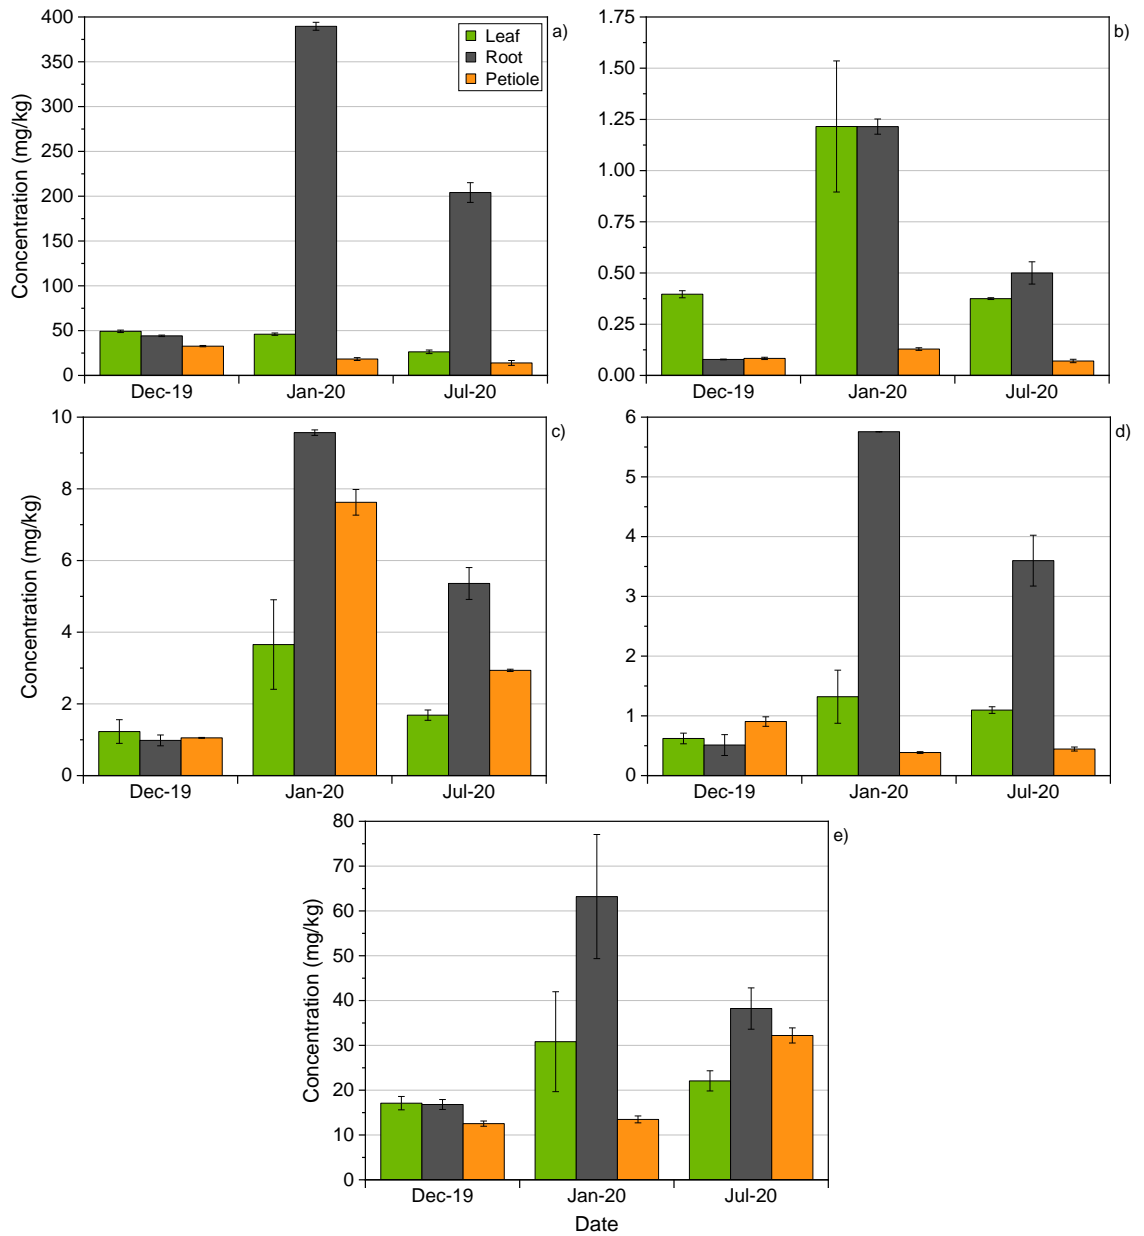 400
350
300
250
200
150
100
50
0
Concentration (mg/kg)
Leaf
Root
Petiole
a)
Dec-19 Jan-20 Jul-20
1.75
1.50
1.25
1.00
0.75
0.50
0.25
0.00
b)
Dec-19 Jan-20 Jul-20
10
8
6
4
2
0
Concentration (mg/kg)
c)
Dec-19 Jan-20 Jul-20
6
5
4
3
2
1
0
d)
Dec-19 Jan-20 Jul-20
80
70
60
50
40
30
20
10
0
Concentration (mg/kg)
e)
Dec-19 Jan-20 Jul-20
Date